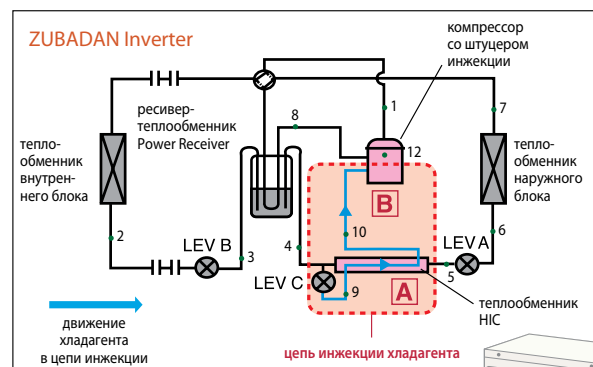 ZUBADAN Inverter
компрессор
со штуцером
инжекции
ресивер-
теплообменник
Power Receiver
1
7
8
12
тепло-
обменник
внутрен-
него блока
тепло-
обменник
наружного
блока
B
2
LEV B
3
4
10
6
LEV A
5
LEV C
9
A
теплообменник
HIC
движение
хладагента
в цепи инжекции
цепь инжекции хладагента